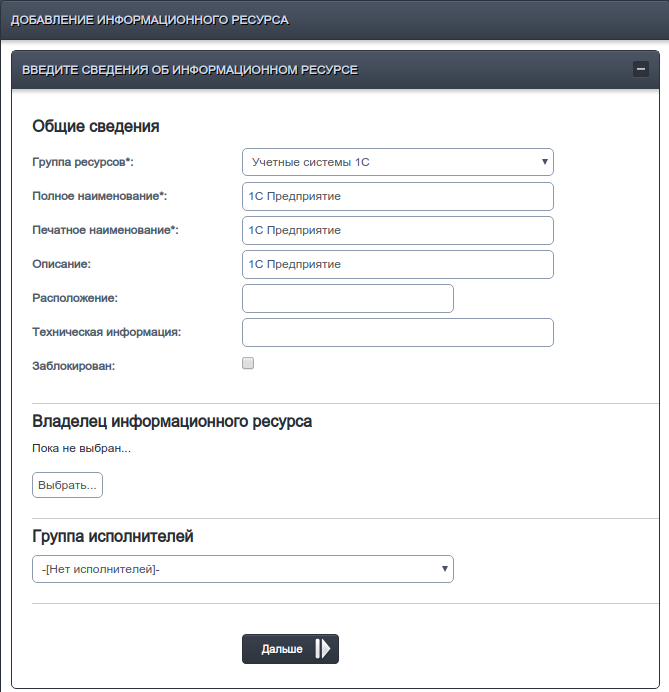 ДОБАВЛЕНИЕ ИНФОРМАЦИОННОГО РЕСУРСА
ВВЕДИТЕ СВЕДЕНИЯ ОБ ИНФОРМАЦИОННОМ РЕСУРСЕ
Общие сведения
Группа ресурсов*: Учетные системы 1С
Полное наименование*: 1С Предприятие
Печатное наименование*: 1С Предприятие
Описание: 1С Предприятие
Расположение:
Техническая информация:
Заблокирован:
Владелец информационного ресурса
Пока не выбран...
Выбрать...
Группа исполнителей
-[Нет исполнителей]-
Дальше